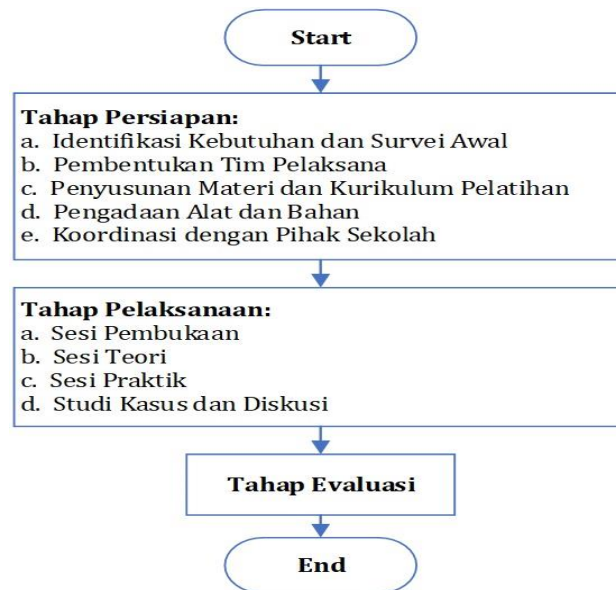 Start
Tahap Persiapan:
a. Identifikasi Kebutuhan dan Survei Awal
b. Pembentukan Tim Pelaksana
c. Penyusunan Materi dan Kurikulum Pelatihan
d. Pengadaan Alat dan Bahan
e. Koordinasi dengan Pihak Sekolah
Tahap Pelaksanaan:
a. Sesi Pembukaan
b. Sesi Teori
c. Sesi Praktik
d. Studi Kasus dan Diskusi
Tahap Evaluasi
End